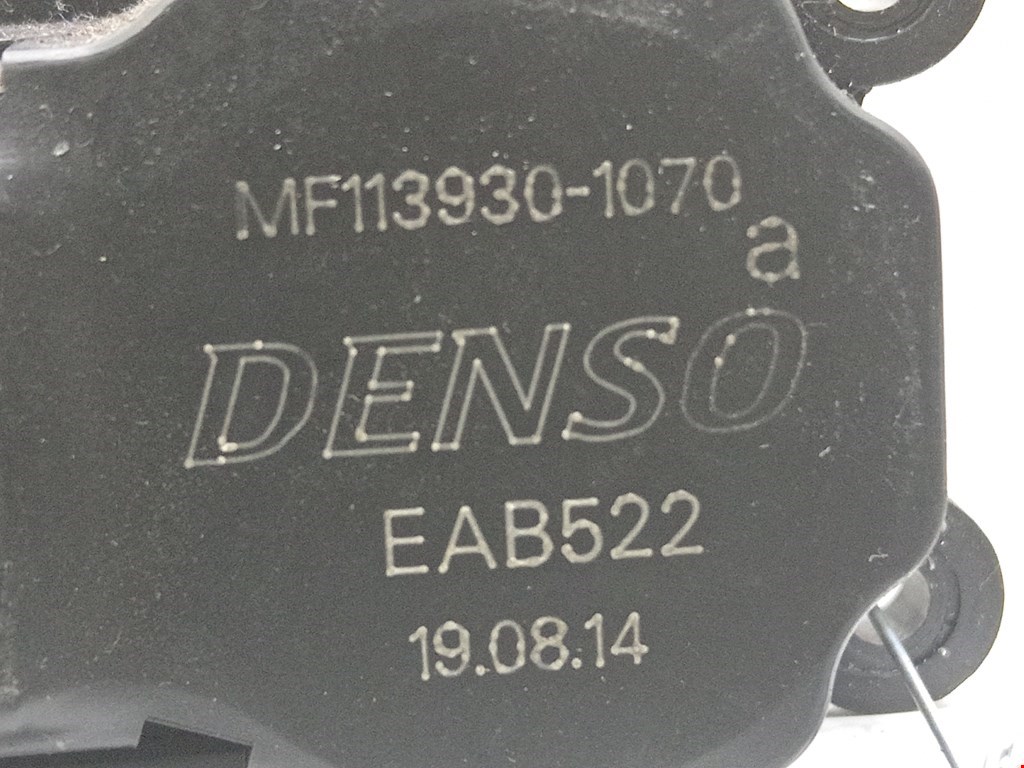 MF113930-1070
a
DENSO
EAB522
19.08.14